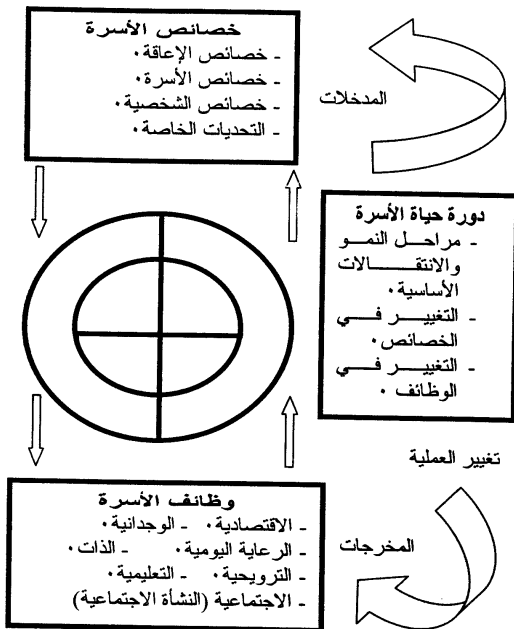 خصائص الأسرة
- خصائص الإعاقة.
- خصائص الأسرة.
- خصائص الشخصية.
- التحديات الخاصة.
المدخلات
دورة حياة الأسرة
- مراحل النمو
والانتقالات
الأساسية.
- التغيير في
الخصائص.
- التغيير في
الوظائف.
تغيير العملية
وظائف الأسرة
- الاقتصادية. - الوجدانية.
- الرعاية اليومية. - الذات.
- الترويحية. - التعليمية.
- الاجتماعية (النشأة الاجتماعية)
المخرجات